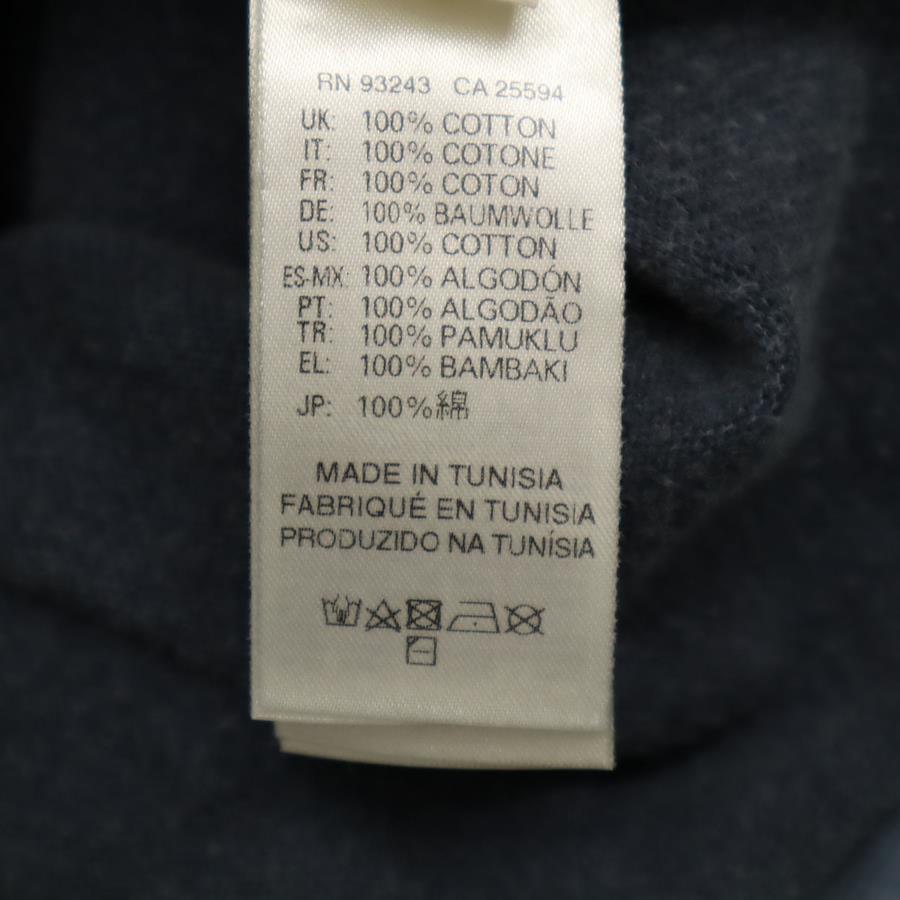 RN 93243 CA 25594
UK: 100% COTTON
IT: 100% COTONE
FR: 100% COTON
DE: 100% BAUMWOLLE
US: 100% COTTON
ES-MX: 100% ALGODÓN
PT: 100% ALGODÃO
TR: 100% PAMUKLU
EL: 100% BAMBAKI
JP: 100%綿
MADE IN TUNISIA
FABRIQUÉ EN TUNISIA
PRODUZIDO NA TUNÍSIA